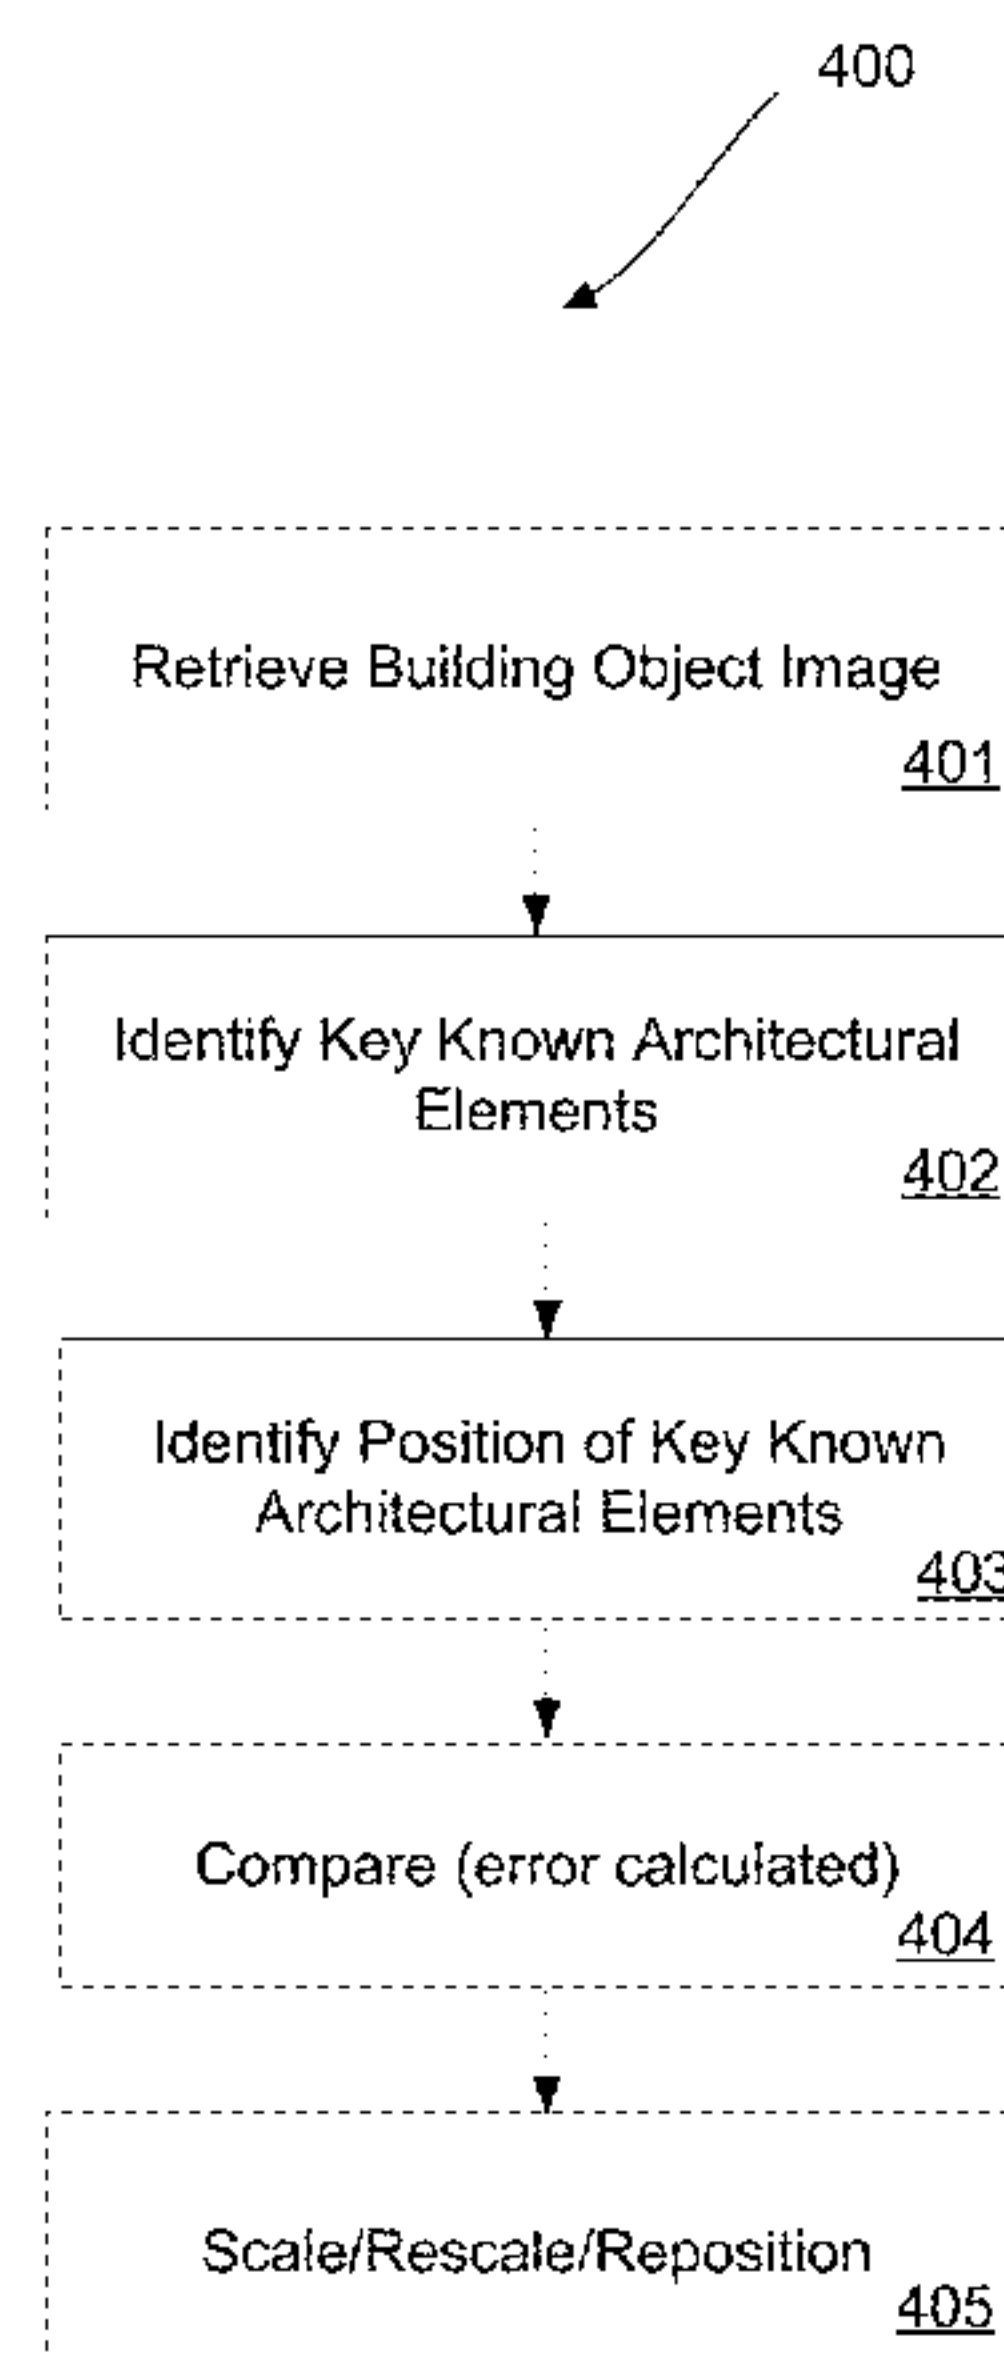 400
Retrieve Building Object Image
401
Identify Key Known Architectural
Elements
402
Identify Position of Key Known
Architectural Elements
403
Compare (error calculated)
404
Scale/Rescale/Reposition
405